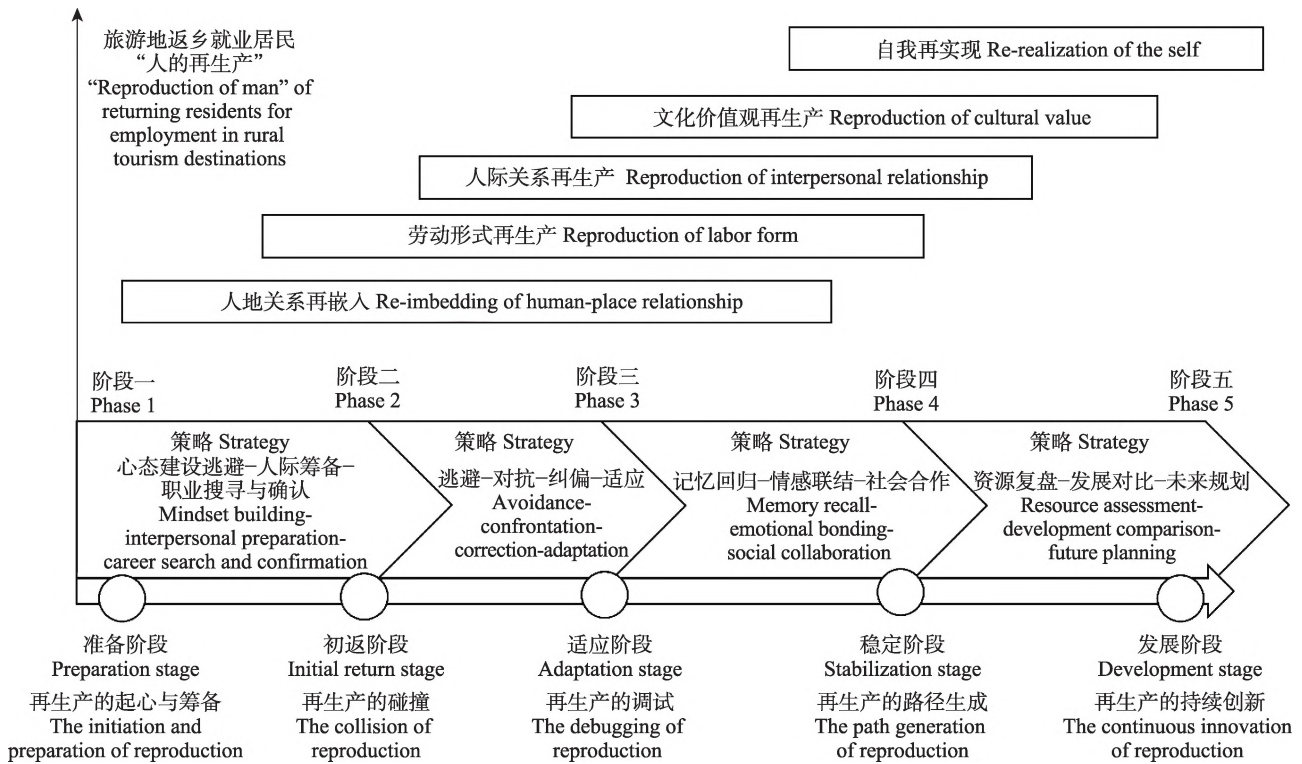 旅游地返乡就业居民
“人的再生产”
“Reproduction of man” of
returning residents for
employment in rural
tourism destinations
自我再实现 Re-realization of the self
文化价值观再生产 Reproduction of cultural value
人际关系再生产 Reproduction of interpersonal relationship
劳动形式再生产 Reproduction of labor form
人地关系再嵌入 Re-imbedding of human-place relationship
阶段一
Phase 1
阶段二
Phase 2
阶段三
Phase 3
阶段四
Phase 4
阶段五
Phase 5
策略 Strategy
心态建设逃避–人际筹备–
职业搜寻与确认
Mindset building-
interpersonal preparation-
career search and confirmation
策略 Strategy
逃避–对抗–纠偏–适应
Avoidance-
confrontation-
correction-adaptation
策略 Strategy
记忆回归–情感联结–社会合作
Memory recall-
emotional bonding-
social collaboration
策略 Strategy
资源复盘–发展对比–未来规划
Resource assessment-
development comparison-
future planning
准备阶段
Preparation stage
再生产的起心与筹备
The initiation and
preparation of reproduction
初返阶段
Initial return stage
再生产的碰撞
The collision of
reproduction
适应阶段
Adaptation stage
再生产的调试
The debugging of
reproduction
稳定阶段
Stabilization stage
再生产的路径生成
The path generation
of reproduction
发展阶段
Development stage
再生产的持续创新
The continuous innovation
of reproduction